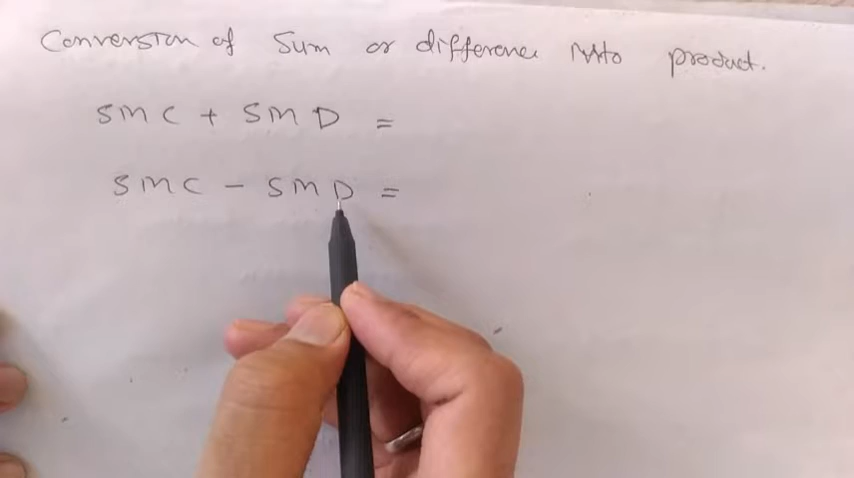 Conversion of Sum or difference into product.
sin C + sin D =
sin C - sin D =